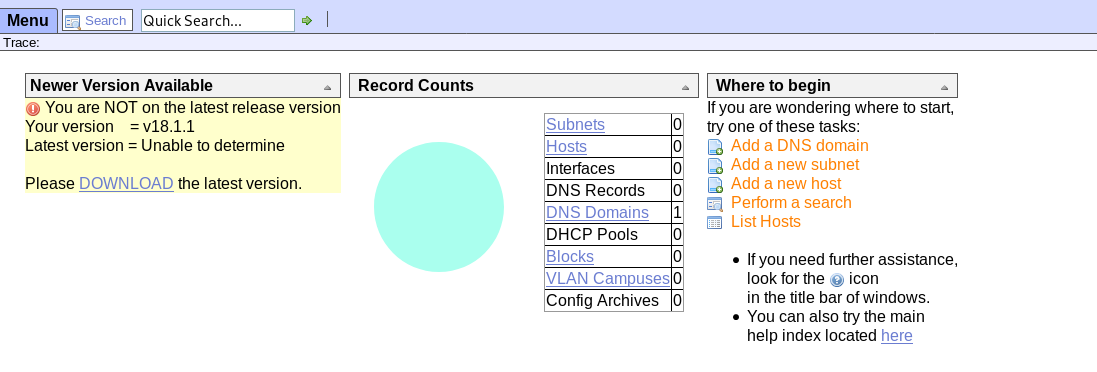 Menu Search Quick Search...
Trace:
Newer Version Available
You are NOT on the latest release version
Your version = v18.1.1
Latest version = Unable to determine
Please DOWNLOAD the latest version.
Record Counts
Subnets 0
Hosts 0
Interfaces 0
DNS Records 0
DNS Domains 1
DHCP Pools 0
Blocks 0
VLAN Campuses 0
Config Archives 0
Where to begin
If you are wondering where to start,
try one of these tasks:
Add a DNS domain
Add a new subnet
Add a new host
Perform a search
List Hosts
If you need further assistance,
look for the ? icon
in the title bar of windows.
You can also try the main
help index located here